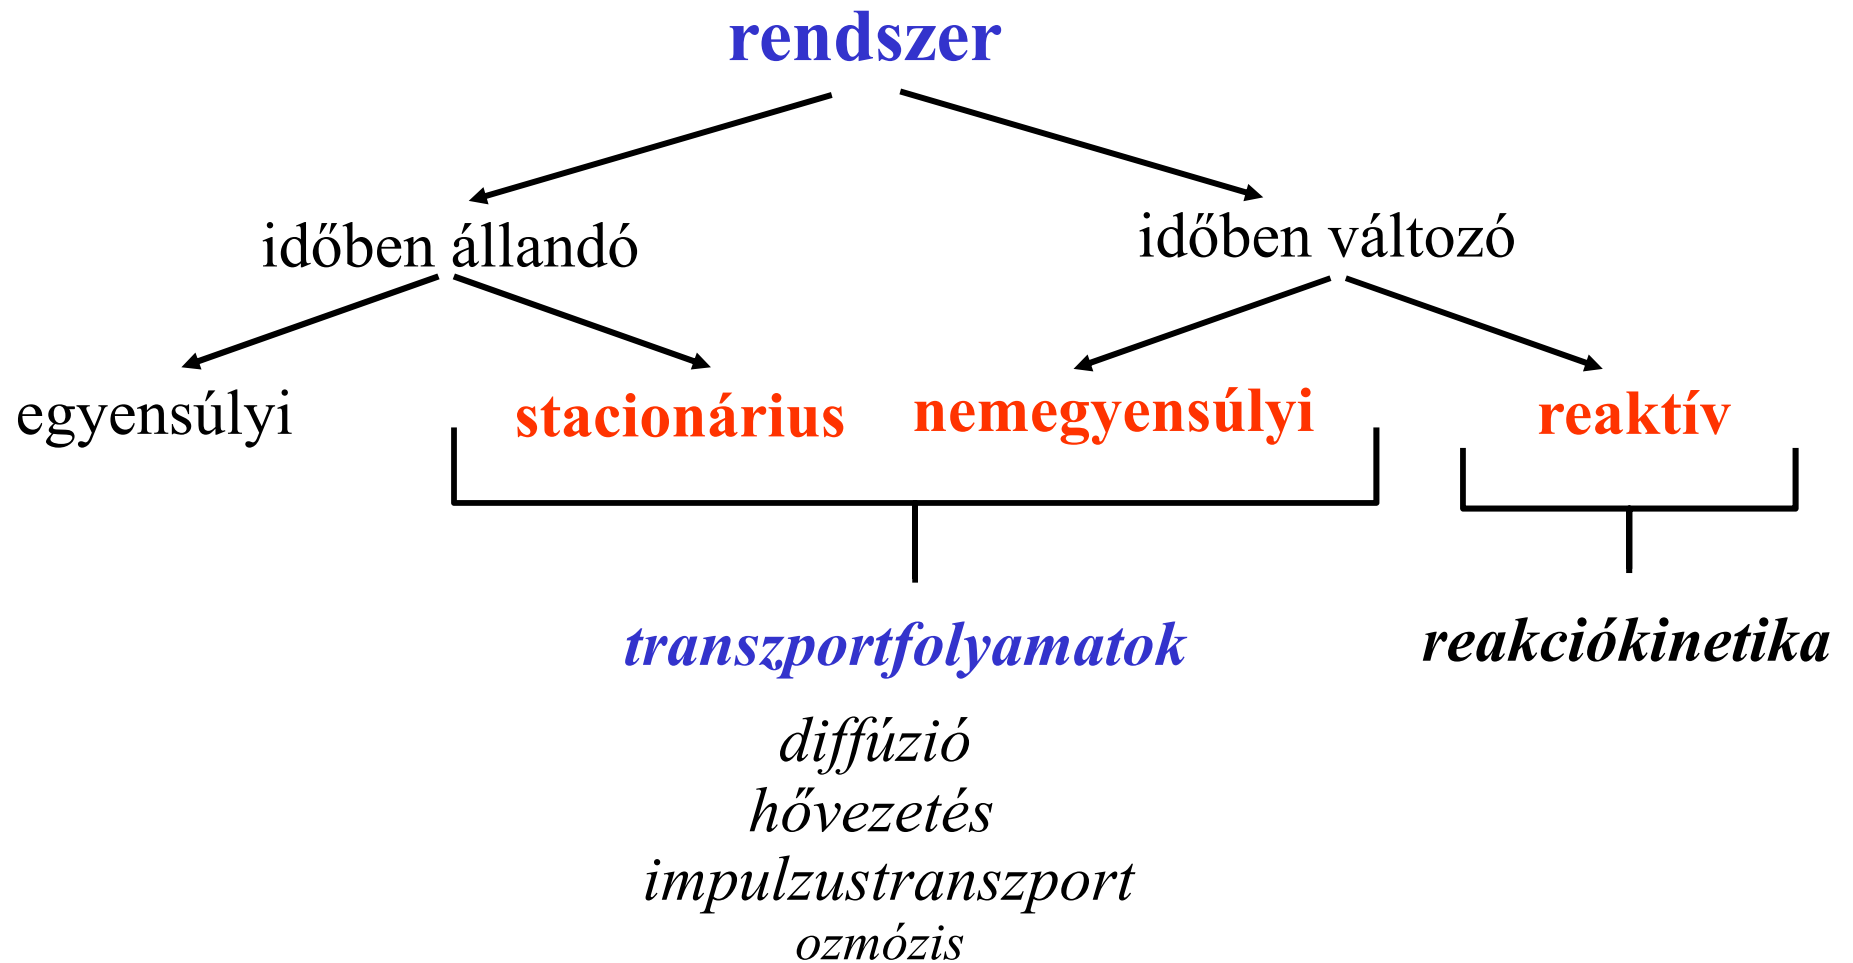 rendszer
időben állandó
időben változó
egyensúlyi
stacionárius
nemegyensúlyi
reaktív
transzportfolyamatok
reakciókinetika
diffúzió
hővezetés
impulzustranszport
ozmózis